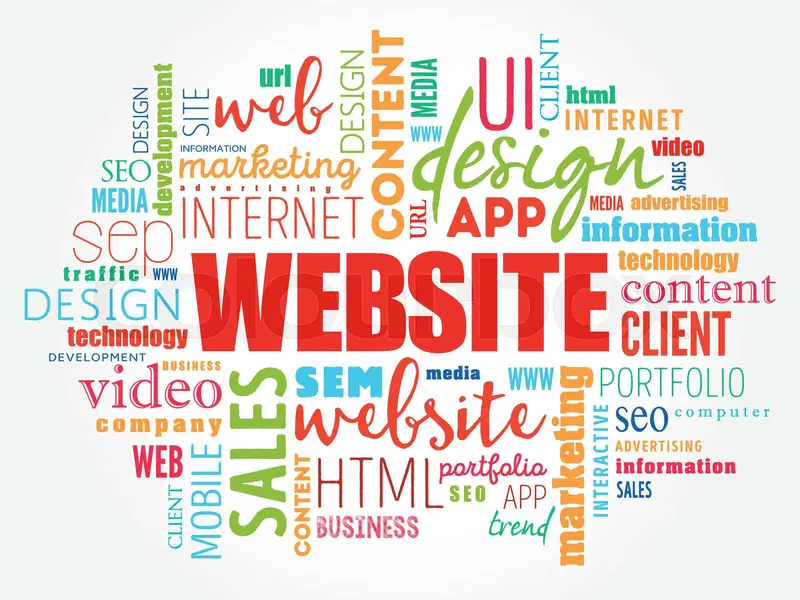 DESIGN
development
SITE
url
web
DESIGN
CONTENT
MEDIA
UI
CLIENT
html
INTERNET
WWW
design
video
SALES
INFORMATION
marketing
SEO
advertising
MEDIA
INTERNET
URL
APP
MEDIA
advertising
information
sep
traffic
WWW
WEBSITE
technology
content
DESIGN
technology
CLIENT
DEVELOPMENT
BUSINESS
video
company
SALES
SEM
media
WWW
website
marketing
PORTFOLIO
seo
computer
INTERACTIVE
ADVERTISING
information
SALES
WEB
MOBILE
CLIENT
CONTENT
HTML
portfolio
SEO
APP
BUSINESS
trend